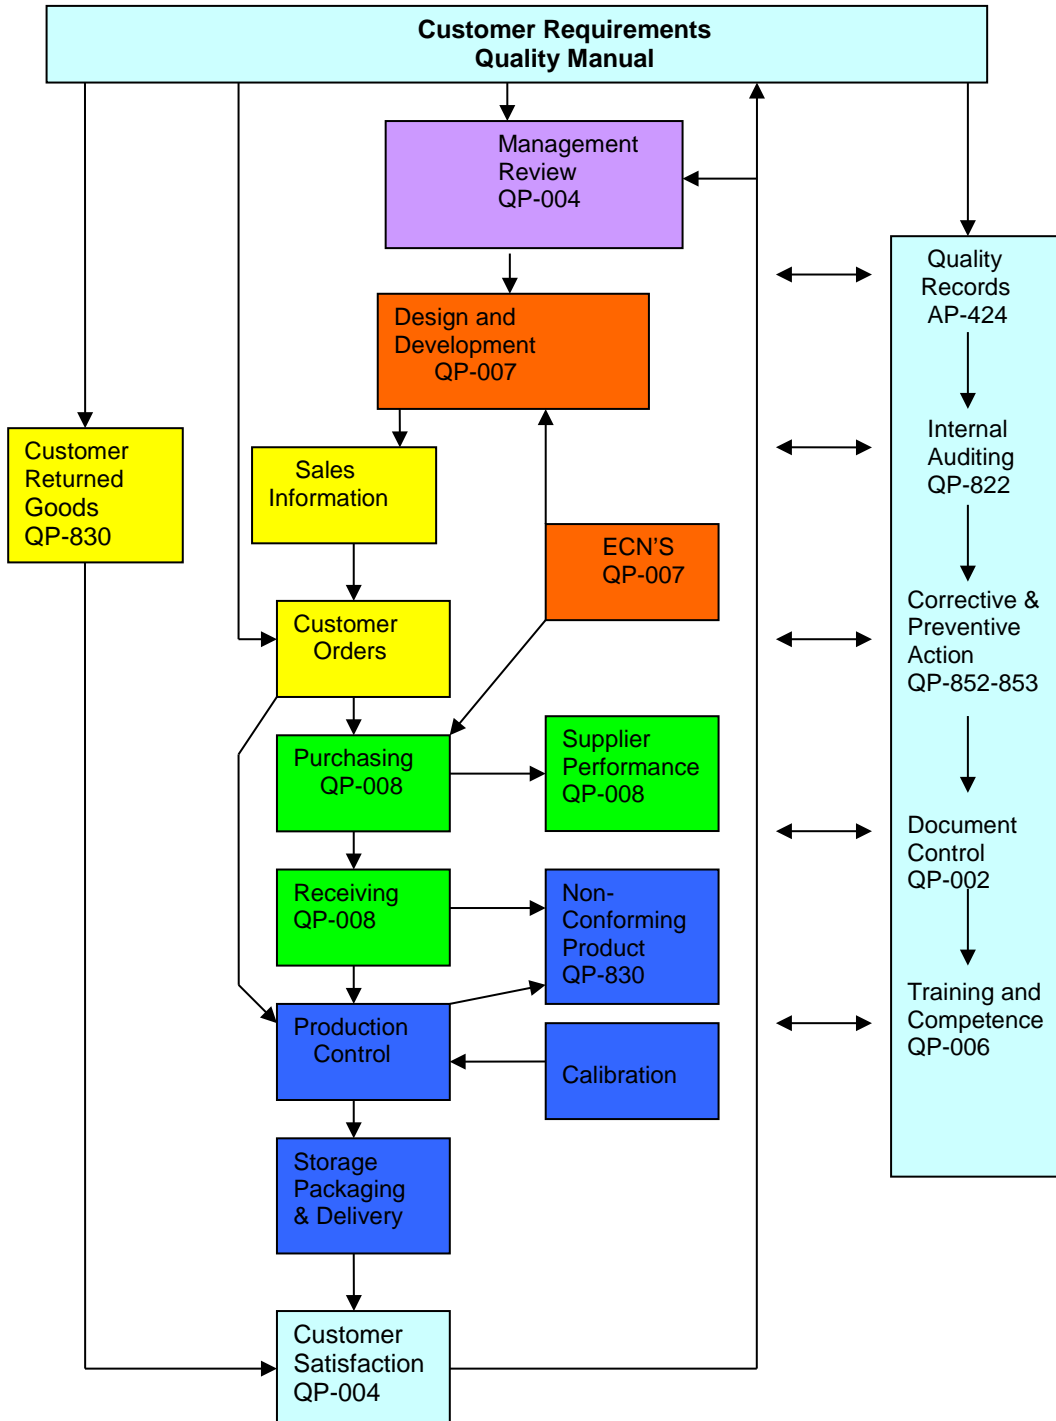 Customer Requirements
Quality Manual
Management
Review
QP-004
Design and
Development
QP-007
Customer
Returned
Goods
QP-830
Sales
Information
ECN'S
QP-007
Customer
Orders
Purchasing
QP-008
Supplier
Performance
QP-008
Receiving
QP-008
Non-
Conforming
Product
QP-830
Production
Control
Calibration
Storage
Packaging
& Delivery
Customer
Satisfaction
QP-004
Quality
Records
AP-424
Internal
Auditing
QP-822
Corrective &
Preventive
Action
QP-852-853
Document
Control
QP-002
Training and
Competence
QP-006